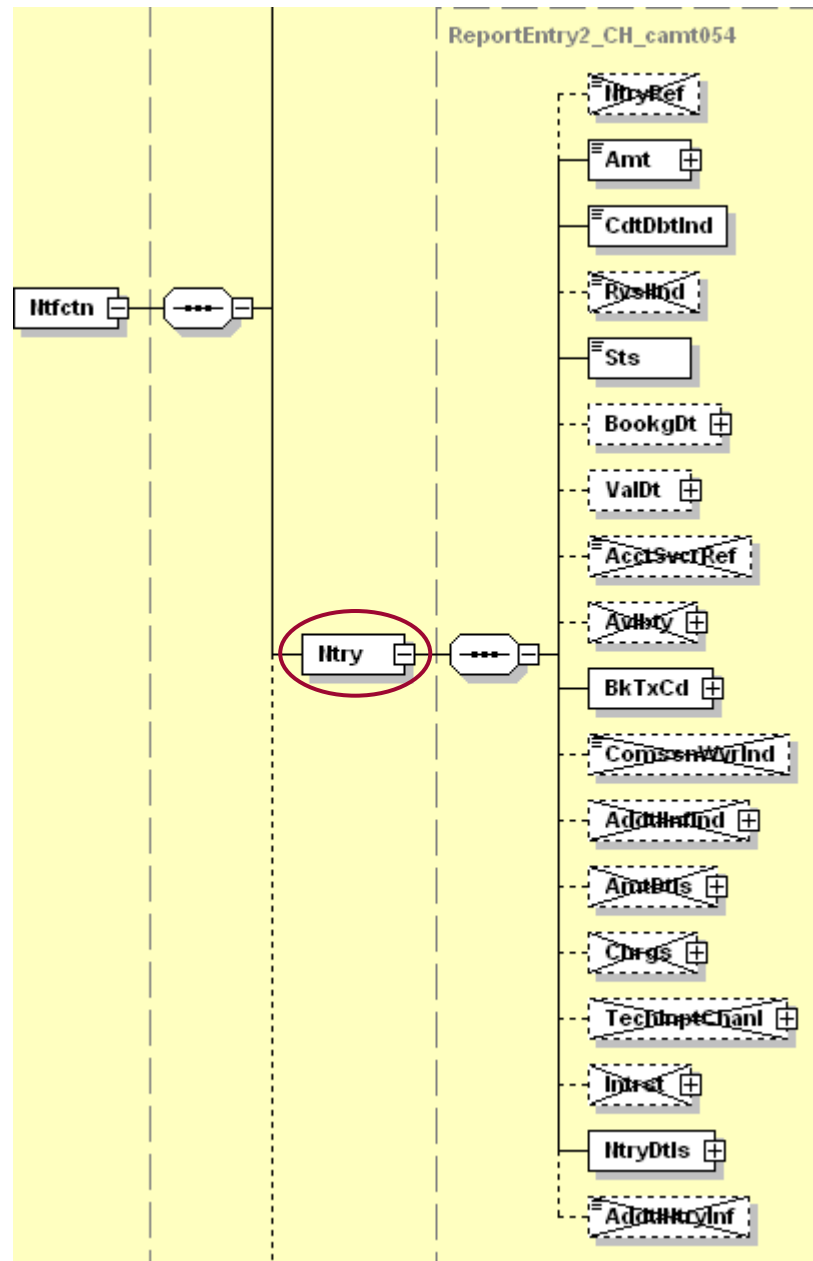 ReportEntry2_CH_camt054
NtryRef
Amt
CdtDbtInd
Ntfctn
RvslInd
Sts
BookgDt
ValDt
AcctSvcrRef
Avlbty
Ntry
BkTxCd
ComssnWvrInd
AddtlInfInd
AmtDtls
Chrgs
TechInptChanl
Intrst
NtryDtls
AddtlNtryInf